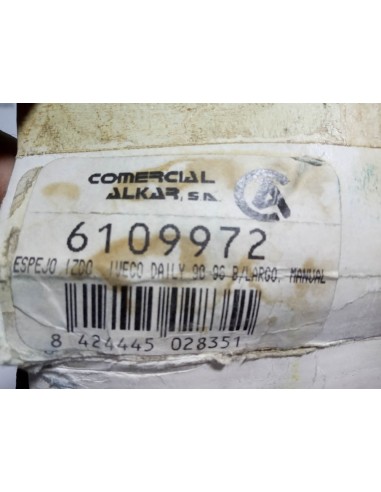 COMERCIAL
ALKAR, S.A.
6109972
ESPEJO IZDO. IVECO DAILY 90-96 B/LARGO. MANUAL
8 424445 028351